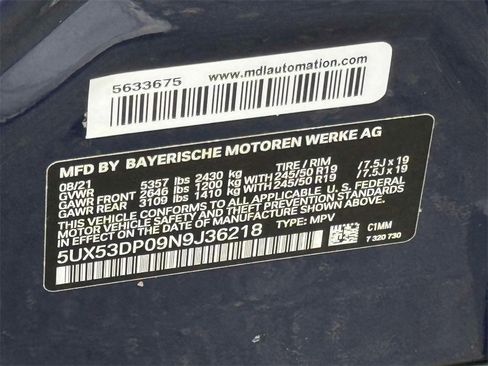 5633675 www.mdlautomation.com
MFD BY BAYERISCHE MOTOREN WERKE AG
08/21 TIRE / RIM
GVWR 5357 lbs 2430 kg
GAWR FRONT 2646 lbs 1200 kg WITH 245/50 R19 /7.5J x 19
GAWR REAR 3109 lbs 1410 kg WITH 245/50 R19 /7.5J x 19
THIS VEHICLE CONFORMS TO ALL APPLICABLE U.S. FEDERAL
MOTOR VEHICLE SAFETY STANDARDS IN EFFECT
ON THE DATE OF MANUFACTURE SHOWN ABOVE.
5UX53DP09N9J36218 TYPE: MPV
C1MM
7 320 730